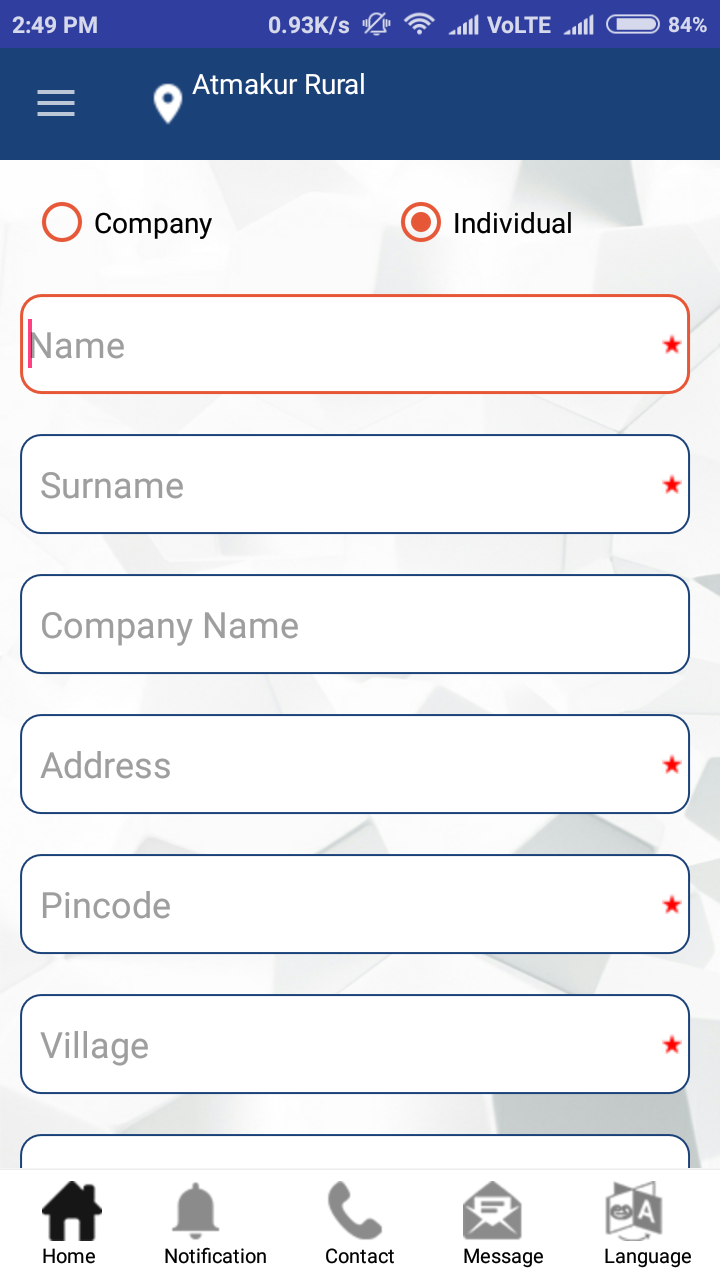 2:49 PM 0.93K/s VoLTE 84%
Atmakur Rural
Company Individual
Name
Surname
Company Name
Address
Pincode
Village
Home Notification Contact Message Language